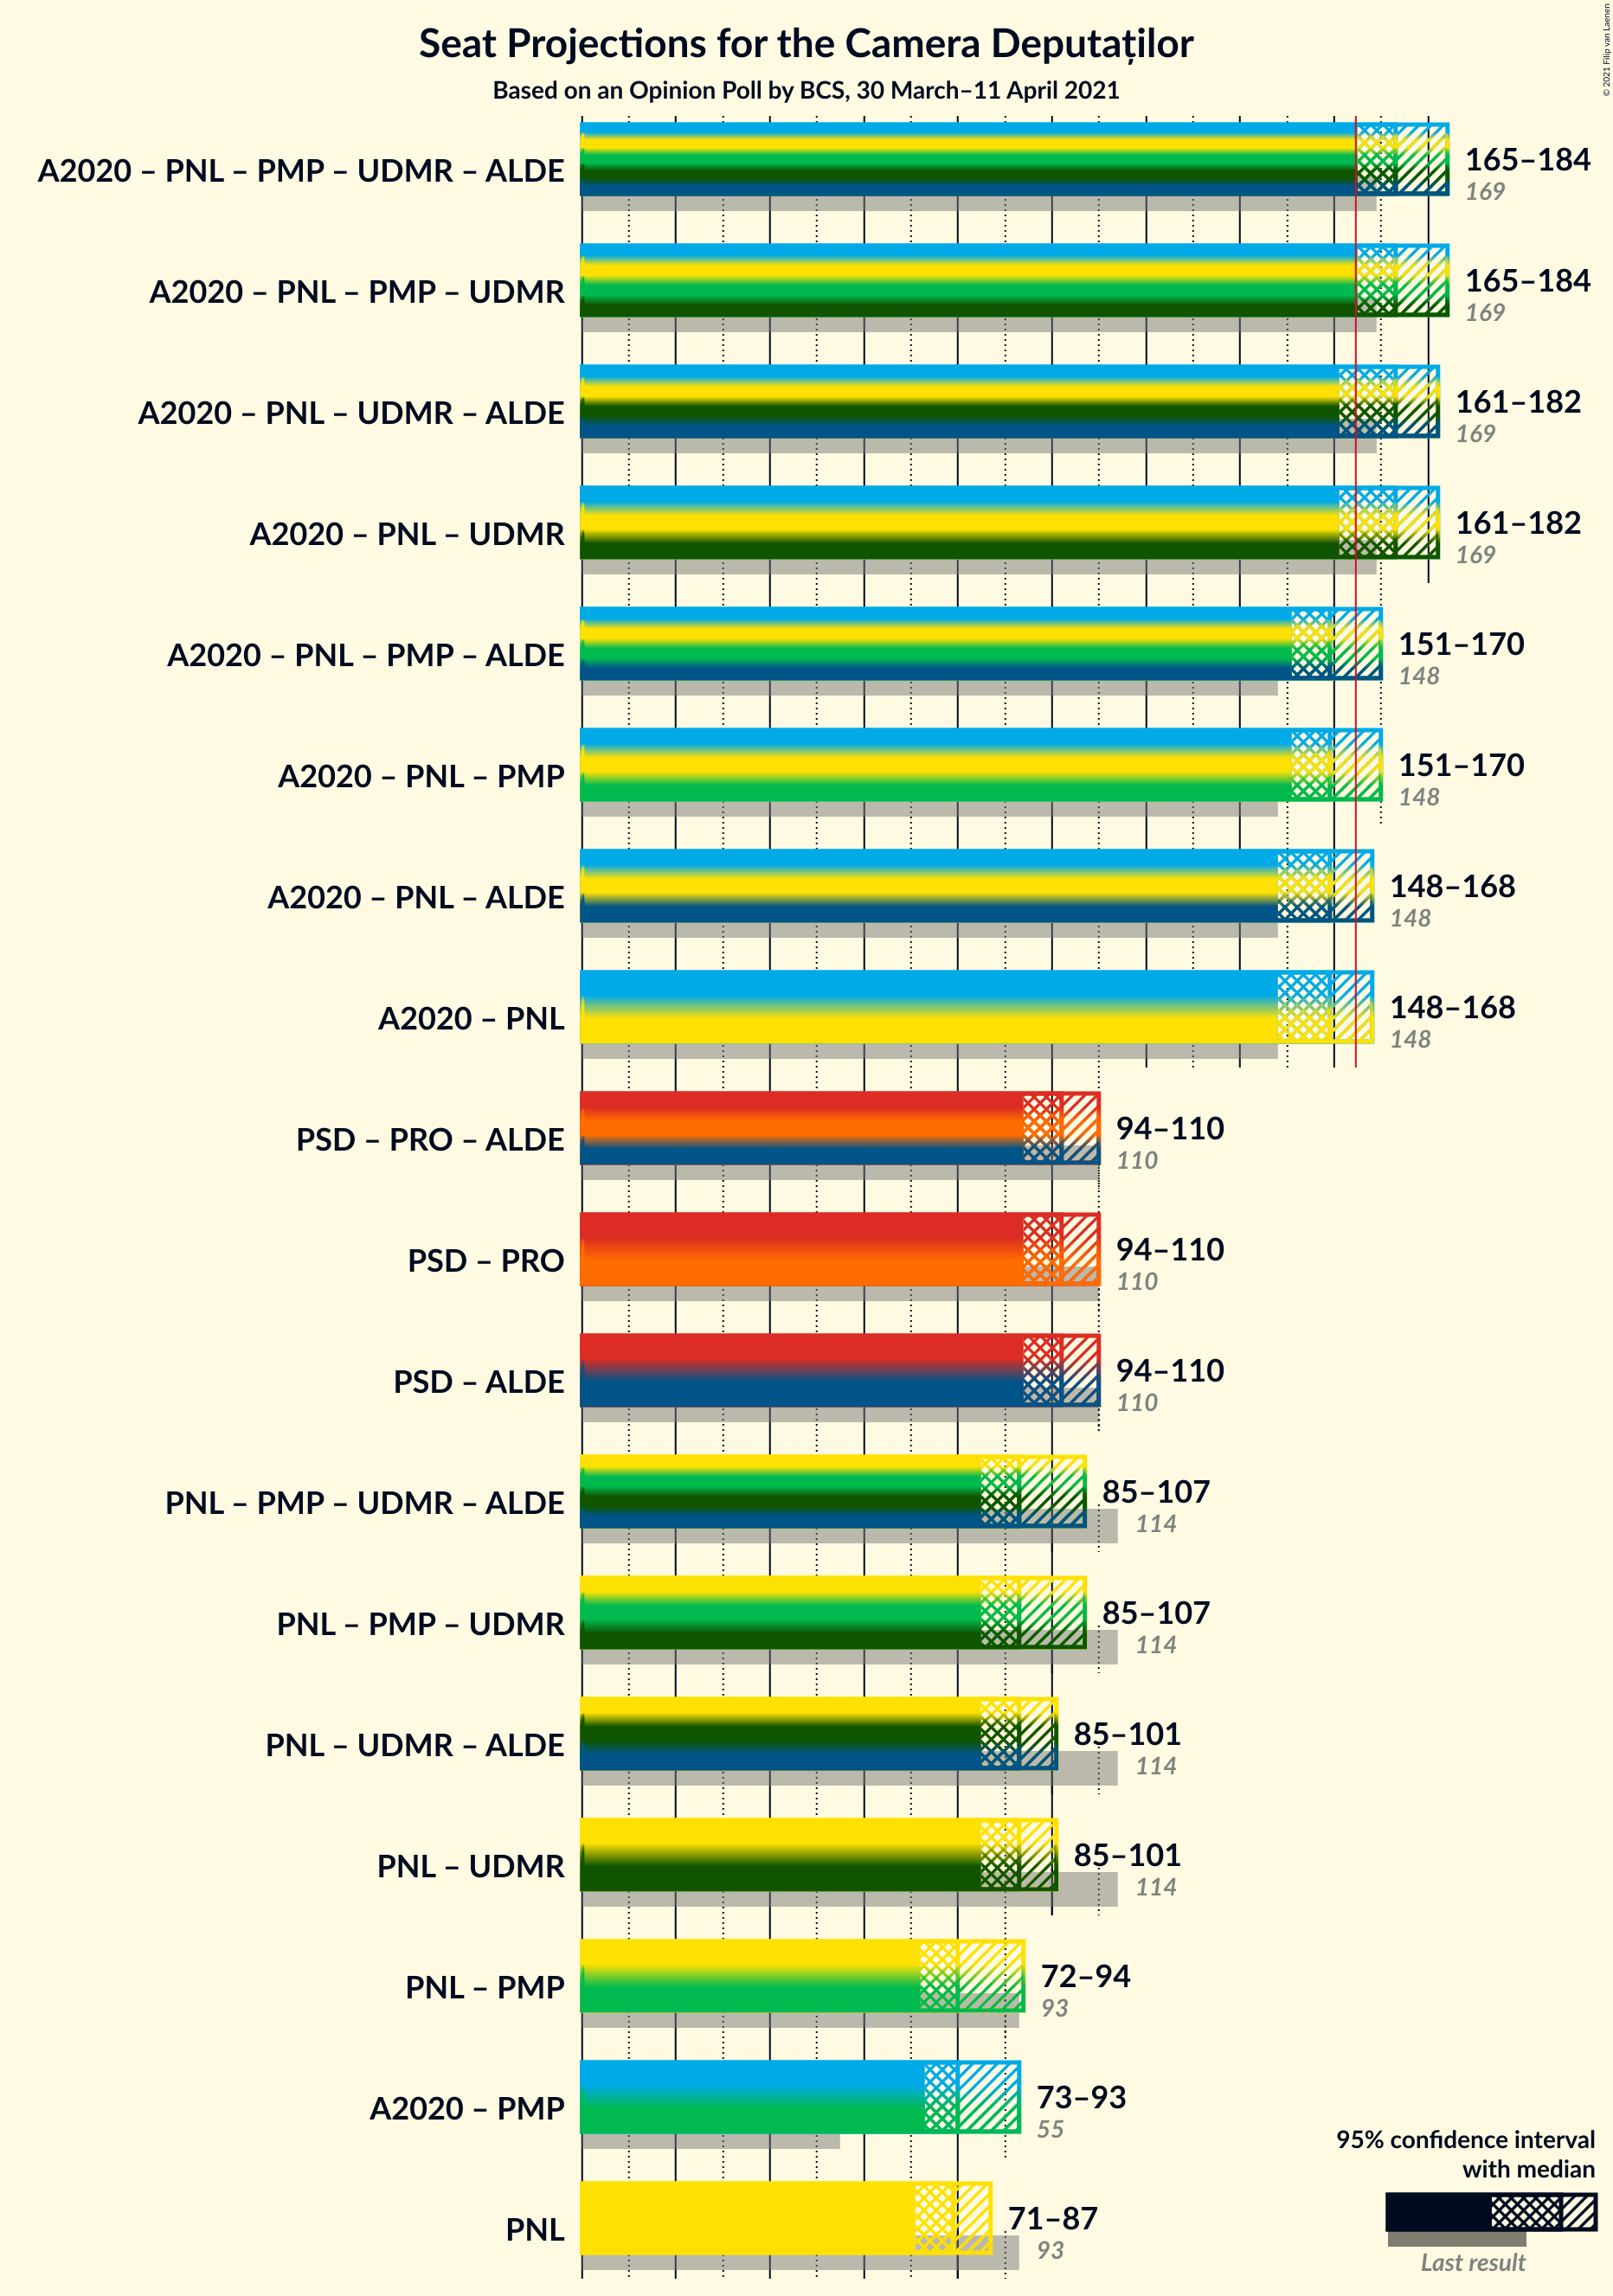 Seat Projections for the Camera Deputaților
Based on an Opinion Poll by BCS, 30 March–11 April 2021
© 2021 Filip van Laenen
A2020 – PNL – PMP – UDMR – ALDE
165–184
169
A2020 – PNL – PMP – UDMR
165–184
169
A2020 – PNL – UDMR – ALDE
161–182
169
A2020 – PNL – UDMR
161–182
169
A2020 – PNL – PMP – ALDE
151–170
148
A2020 – PNL – PMP
151–170
148
A2020 – PNL – ALDE
148–168
148
A2020 – PNL
148–168
148
PSD – PRO – ALDE
94–110
110
PSD – PRO
94–110
110
PSD – ALDE
94–110
110
PNL – PMP – UDMR – ALDE
85–107
114
PNL – PMP – UDMR
85–107
114
PNL – UDMR – ALDE
85–101
114
PNL – UDMR
85–101
114
PNL – PMP
72–94
93
A2020 – PMP
73–93
55
PNL
71–87
93
95% confidence interval
with median
Last result